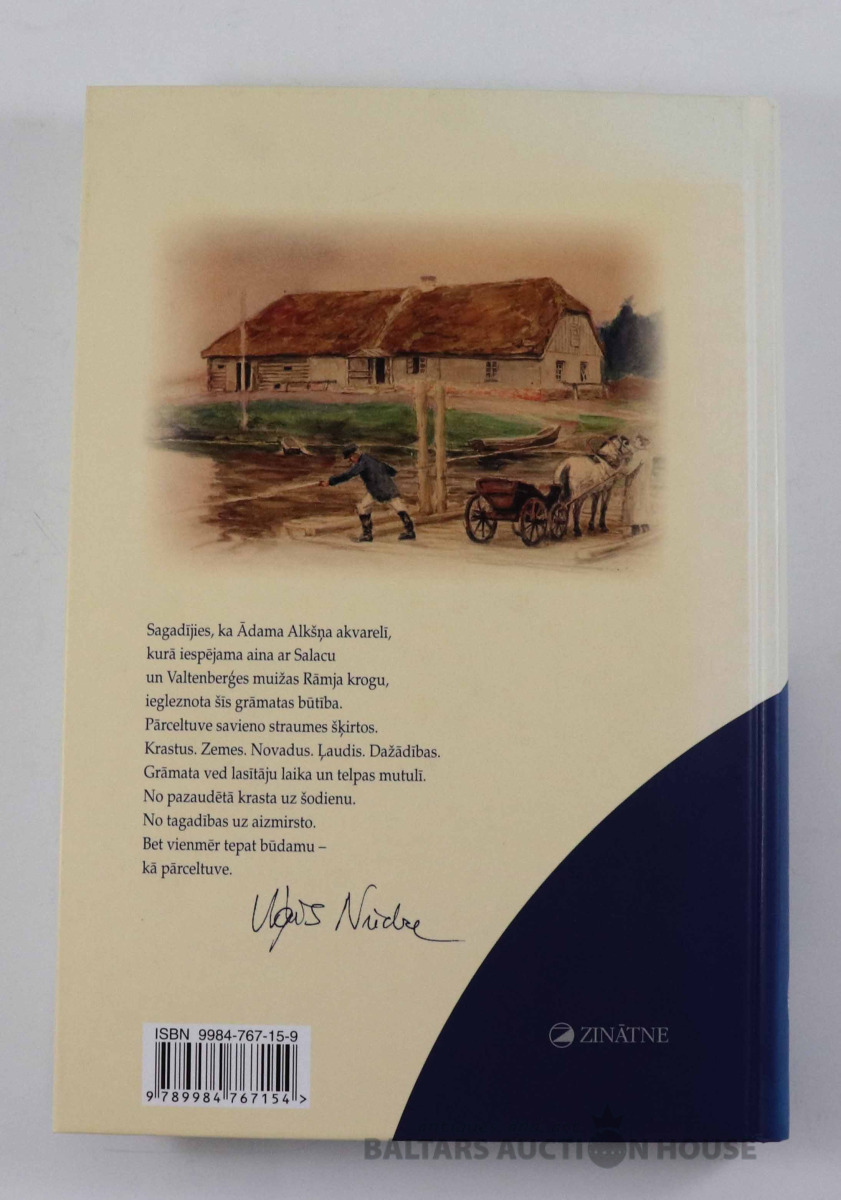 Sagadījies, ka Ādama Alkšņa akvarelī,
kurā iespējama aina ar Salacu
un Valtenberģes muižas Rāmja krogu,
iegleznota šīs grāmatas būtība.
Pārceltuve savieno straumes šķirtos.
Krastus. Zemes. Novadus. Ļaudis. Dažādības.
Grāmata ved lasītāju laika un telpas mutulī.
No pazaudētā krasta uz šodienu.
No tagadības uz aizmirsto.
Bet vienmēr tepat būdamu –
kā pārceltuve.
Uģis Niedre
ISBN 9984-767-15-9
9 789984 767154 >
ZINĀTNE
BALTARS AUCTION HOUSE